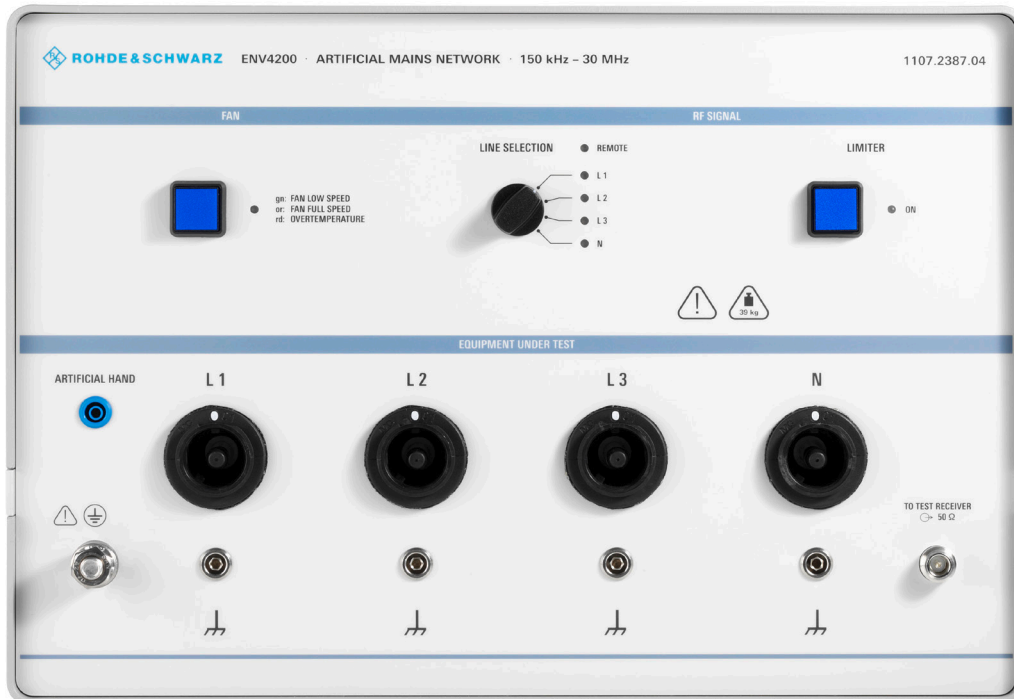 ROHDE & SCHWARZ ENV4200 · ARTIFICIAL MAINS NETWORK · 150 kHz – 30 MHz 1107.2387.04
FAN RF SIGNAL
LINE SELECTION REMOTE LIMITER
L 1
gn: FAN LOW SPEED
or: FAN FULL SPEED
rd: OVERTEMPERATURE
L 2
L 3
N
ON
39 kg
EQUIPMENT UNDER TEST
ARTIFICIAL HAND L 1 L 2 L 3 N
TO TEST RECEIVER
50 Ω